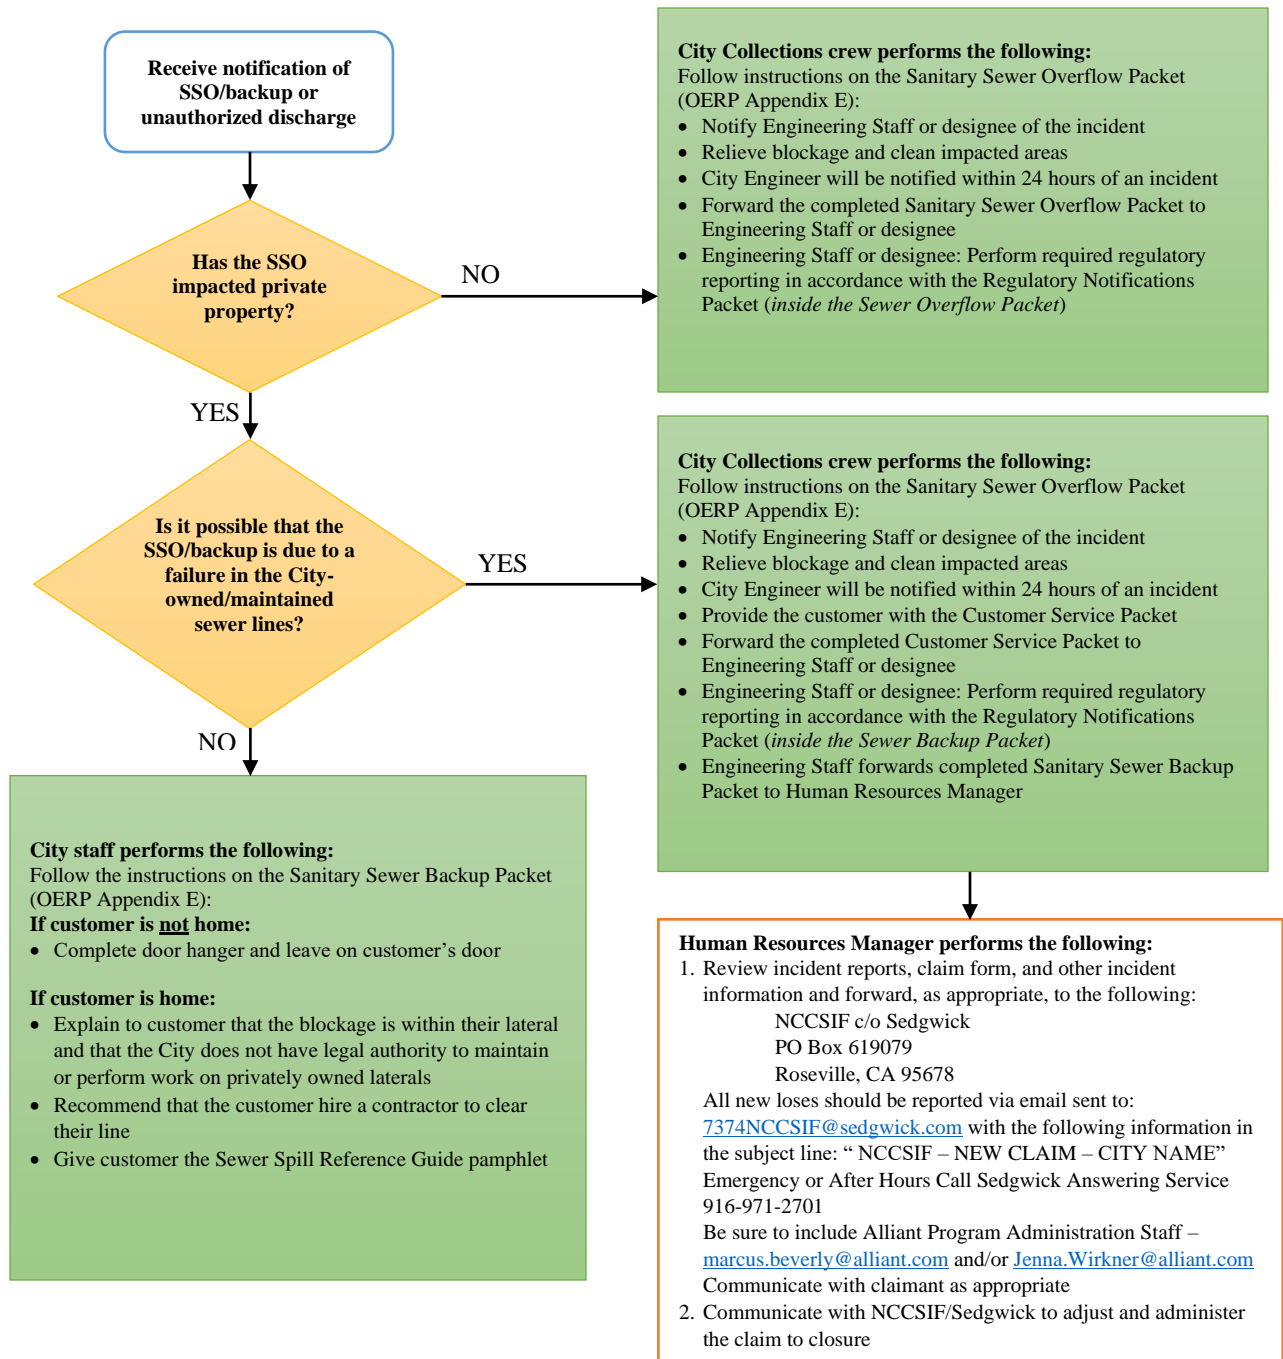 Receive notification of
SSO/backup or
unauthorized discharge
Has the SSO
impacted private
property?
NO
YES
City Collections crew performs the following:
Follow instructions on the Sanitary Sewer Overflow Packet
(OERP Appendix E):
• Notify Engineering Staff or designee of the incident
• Relieve blockage and clean impacted areas
• City Engineer will be notified within 24 hours of an incident
• Forward the completed Sanitary Sewer Overflow Packet to
Engineering Staff or designee
• Engineering Staff or designee: Perform required regulatory
reporting in accordance with the Regulatory Notifications
Packet (inside the Sewer Overflow Packet)
Is it possible that the
SSO/backup is due to a
failure in the City-
owned/maintained
sewer lines?
YES
NO
City Collections crew performs the following:
Follow instructions on the Sanitary Sewer Overflow Packet
(OERP Appendix E):
• Notify Engineering Staff or designee of the incident
• Relieve blockage and clean impacted areas
• City Engineer will be notified within 24 hours of an incident
• Provide the customer with the Customer Service Packet
• Forward the completed Customer Service Packet to
Engineering Staff or designee
• Engineering Staff or designee: Perform required regulatory
reporting in accordance with the Regulatory Notifications
Packet (inside the Sewer Backup Packet)
• Engineering Staff forwards completed Sanitary Sewer Backup
Packet to Human Resources Manager
City staff performs the following:
Follow the instructions on the Sanitary Sewer Backup Packet
(OERP Appendix E):
If customer is not home:
• Complete door hanger and leave on customer’s door
If customer is home:
• Explain to customer that the blockage is within their lateral
and that the City does not have legal authority to maintain
or perform work on privately owned laterals
• Recommend that the customer hire a contractor to clear
their line
• Give customer the Sewer Spill Reference Guide pamphlet
Human Resources Manager performs the following:
1. Review incident reports, claim form, and other incident
information and forward, as appropriate, to the following:
NCCSIF c/o Sedgwick
PO Box 619079
Roseville, CA 95678
All new loses should be reported via email sent to:
7374NCCSIF@sedgwick.com with the following information in
the subject line: “ NCCSIF – NEW CLAIM – CITY NAME”
Emergency or After Hours Call Sedgwick Answering Service
916-971-2701
Be sure to include Alliant Program Administration Staff –
marcus.beverly@alliant.com and/or Jenna.Wirkner@alliant.com
Communicate with claimant as appropriate
2. Communicate with NCCSIF/Sedgwick to adjust and administer
the claim to closure